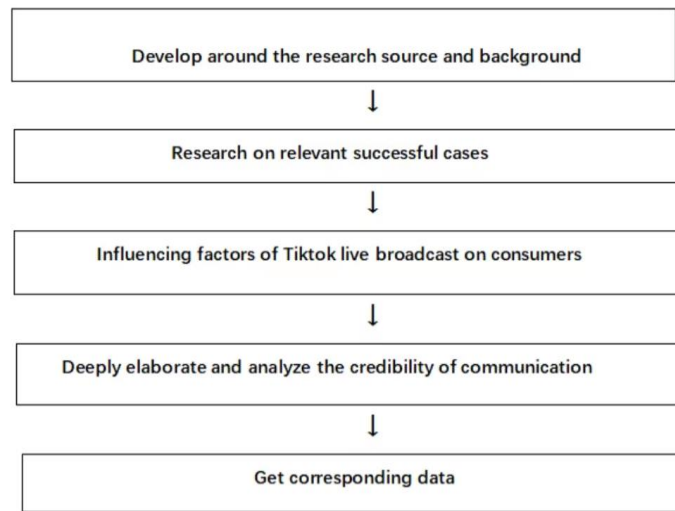 Develop around the research source and background
↓
Research on relevant successful cases
↓
Influencing factors of Tiktok live broadcast on consumers
↓
Deeply elaborate and analyze the credibility of communication
↓
Get corresponding data